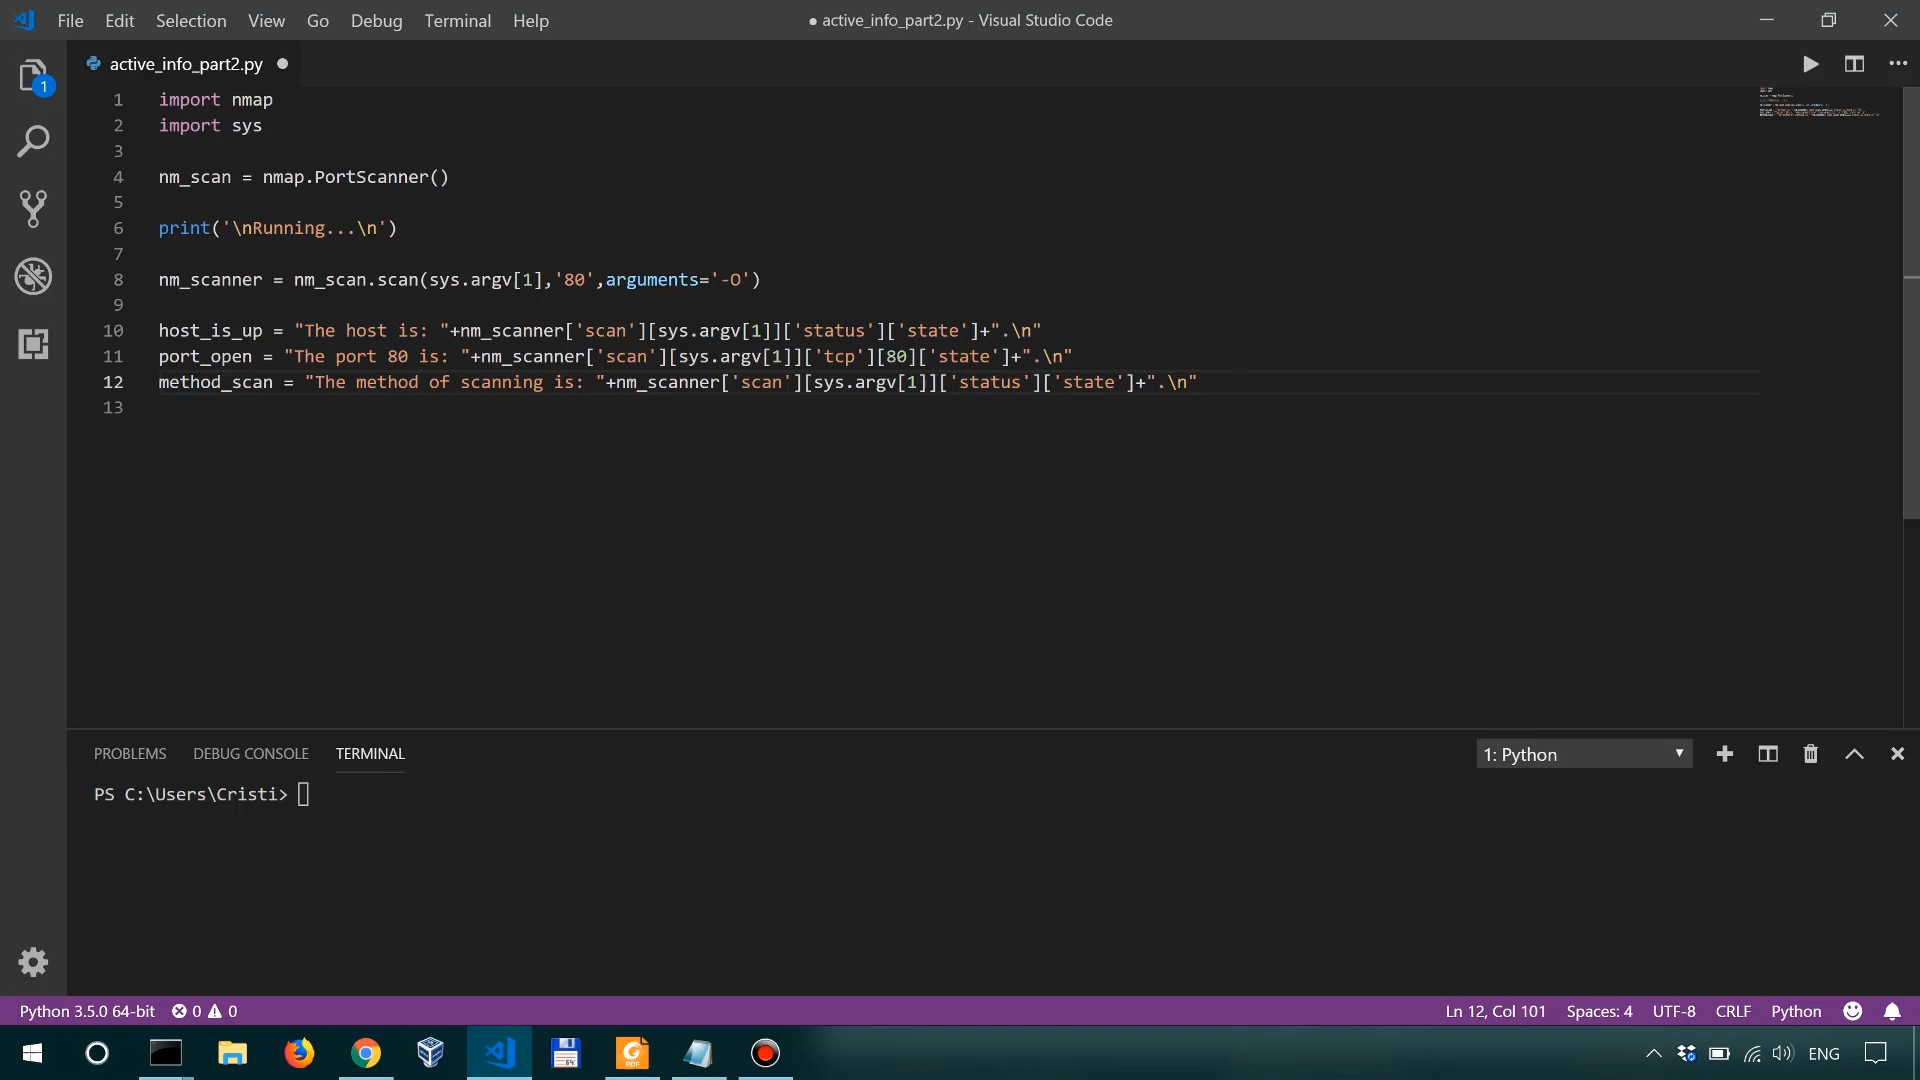 File Edit Selection View Go Debug Terminal Help
● active_info_part2.py - Visual Studio Code
1
active_info_part2.py ●
1 import nmap
2 import sys
3
4 nm_scan = nmap.PortScanner()
5
6 print('\nRunning...\n')
7
8 nm_scanner = nm_scan.scan(sys.argv[1],'80',arguments='-O')
9
10 host_is_up = "The host is: "+nm_scanner['scan'][sys.argv[1]]['status']['state']+".\n"
11 port_open = "The port 80 is: "+nm_scanner['scan'][sys.argv[1]]['tcp'][80]['state']+".\n"
12 method_scan = "The method of scanning is: "+nm_scanner['scan'][sys.argv[1]]['status']['state']+".\n"
13
PROBLEMS DEBUG CONSOLE TERMINAL
1: Python
PS C:\Users\Cristi>
Python 3.5.0 64-bit 0 0
Ln 12, Col 101 Spaces: 4 UTF-8 CRLF Python
64
PDF
ENG